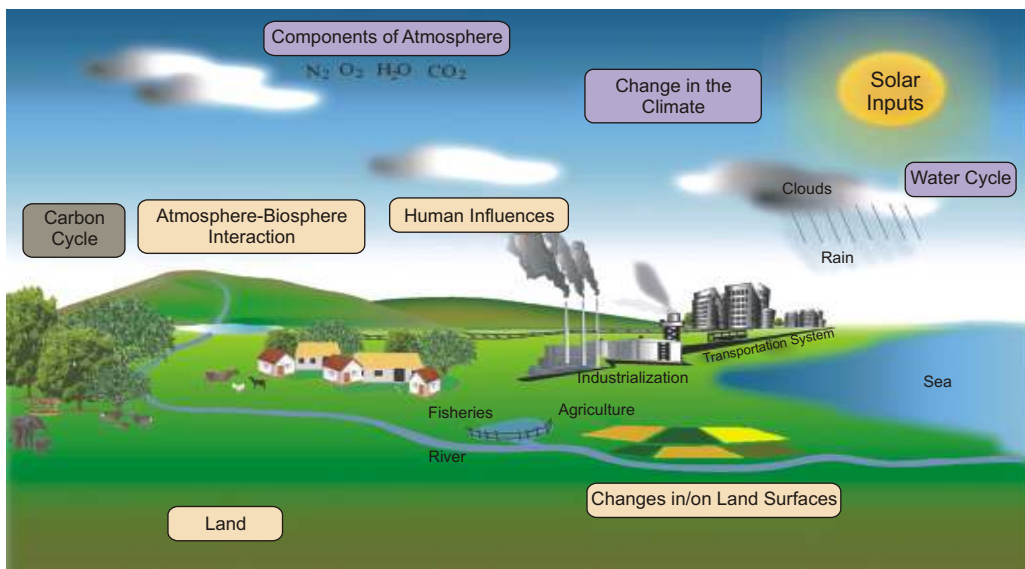 Components of Atmosphere
N₂ O₂ H₂O CO₂
Change in the
Climate
Solar
Inputs
Clouds
Water Cycle
Carbon
Cycle
Atmosphere-Biosphere
Interaction
Human Influences
Rain
Transportation System
Industrialization
Sea
Fisheries
Agriculture
River
Changes in/on Land Surfaces
Land